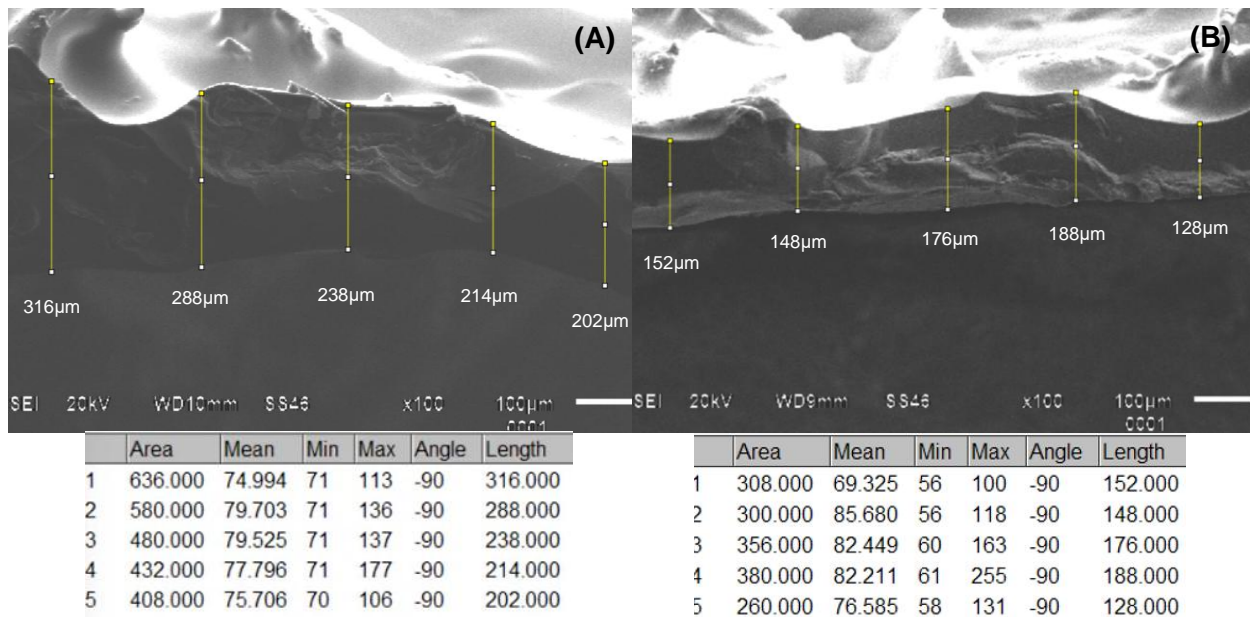 (A)
316µm
288µm
238µm
214µm
202µm
SEI 20kV WD10mm SS46 x100 100µm
0001
(B)
152µm
148µm
176µm
188µm
128µm
SEI 20kV WD9mm SS46 x100 100µm
0001
Area Mean Min Max Angle Length
1 636.000 74.994 71 113 -90 316.000
2 580.000 79.703 71 136 -90 288.000
3 480.000 79.525 71 137 -90 238.000
4 432.000 77.796 71 177 -90 214.000
5 408.000 75.706 70 106 -90 202.000
Area Mean Min Max Angle Length
1 308.000 69.325 56 100 -90 152.000
2 300.000 85.680 56 118 -90 148.000
3 356.000 82.449 60 163 -90 176.000
4 380.000 82.211 61 255 -90 188.000
5 260.000 76.585 58 131 -90 128.000